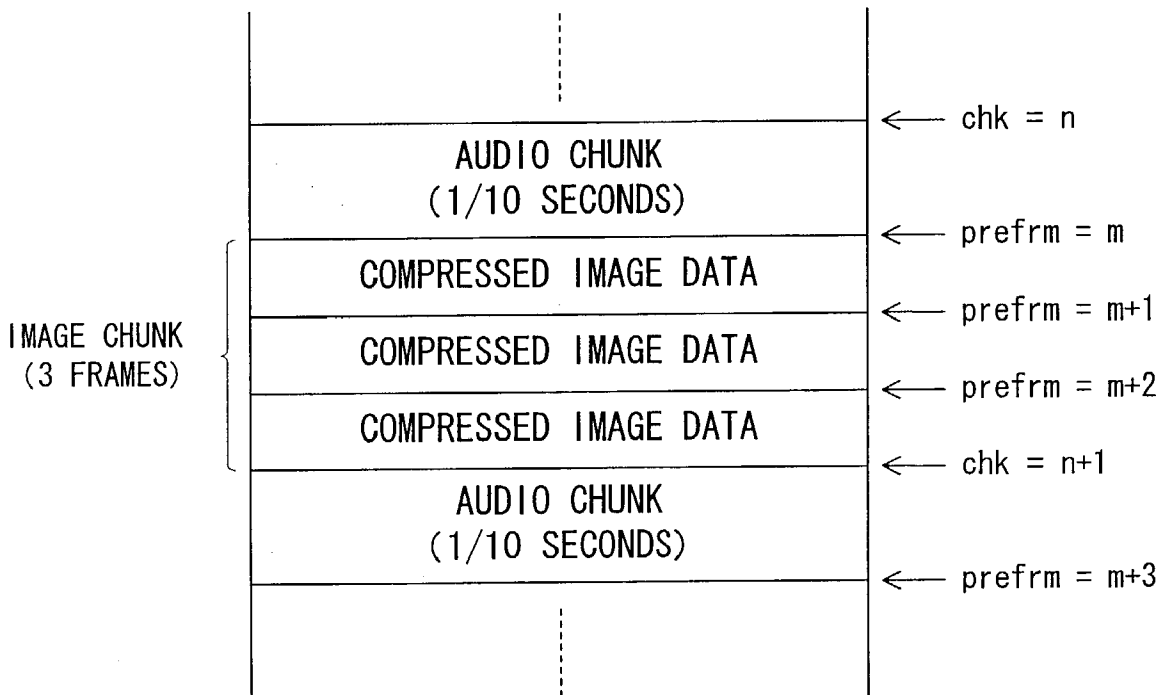 chk = n
AUDIO CHUNK
(1/10 SECONDS)
prefrm = m
COMPRESSED IMAGE DATA
prefrm = m+1
IMAGE CHUNK
(3 FRAMES)
COMPRESSED IMAGE DATA
prefrm = m+2
COMPRESSED IMAGE DATA
chk = n+1
AUDIO CHUNK
(1/10 SECONDS)
prefrm = m+3